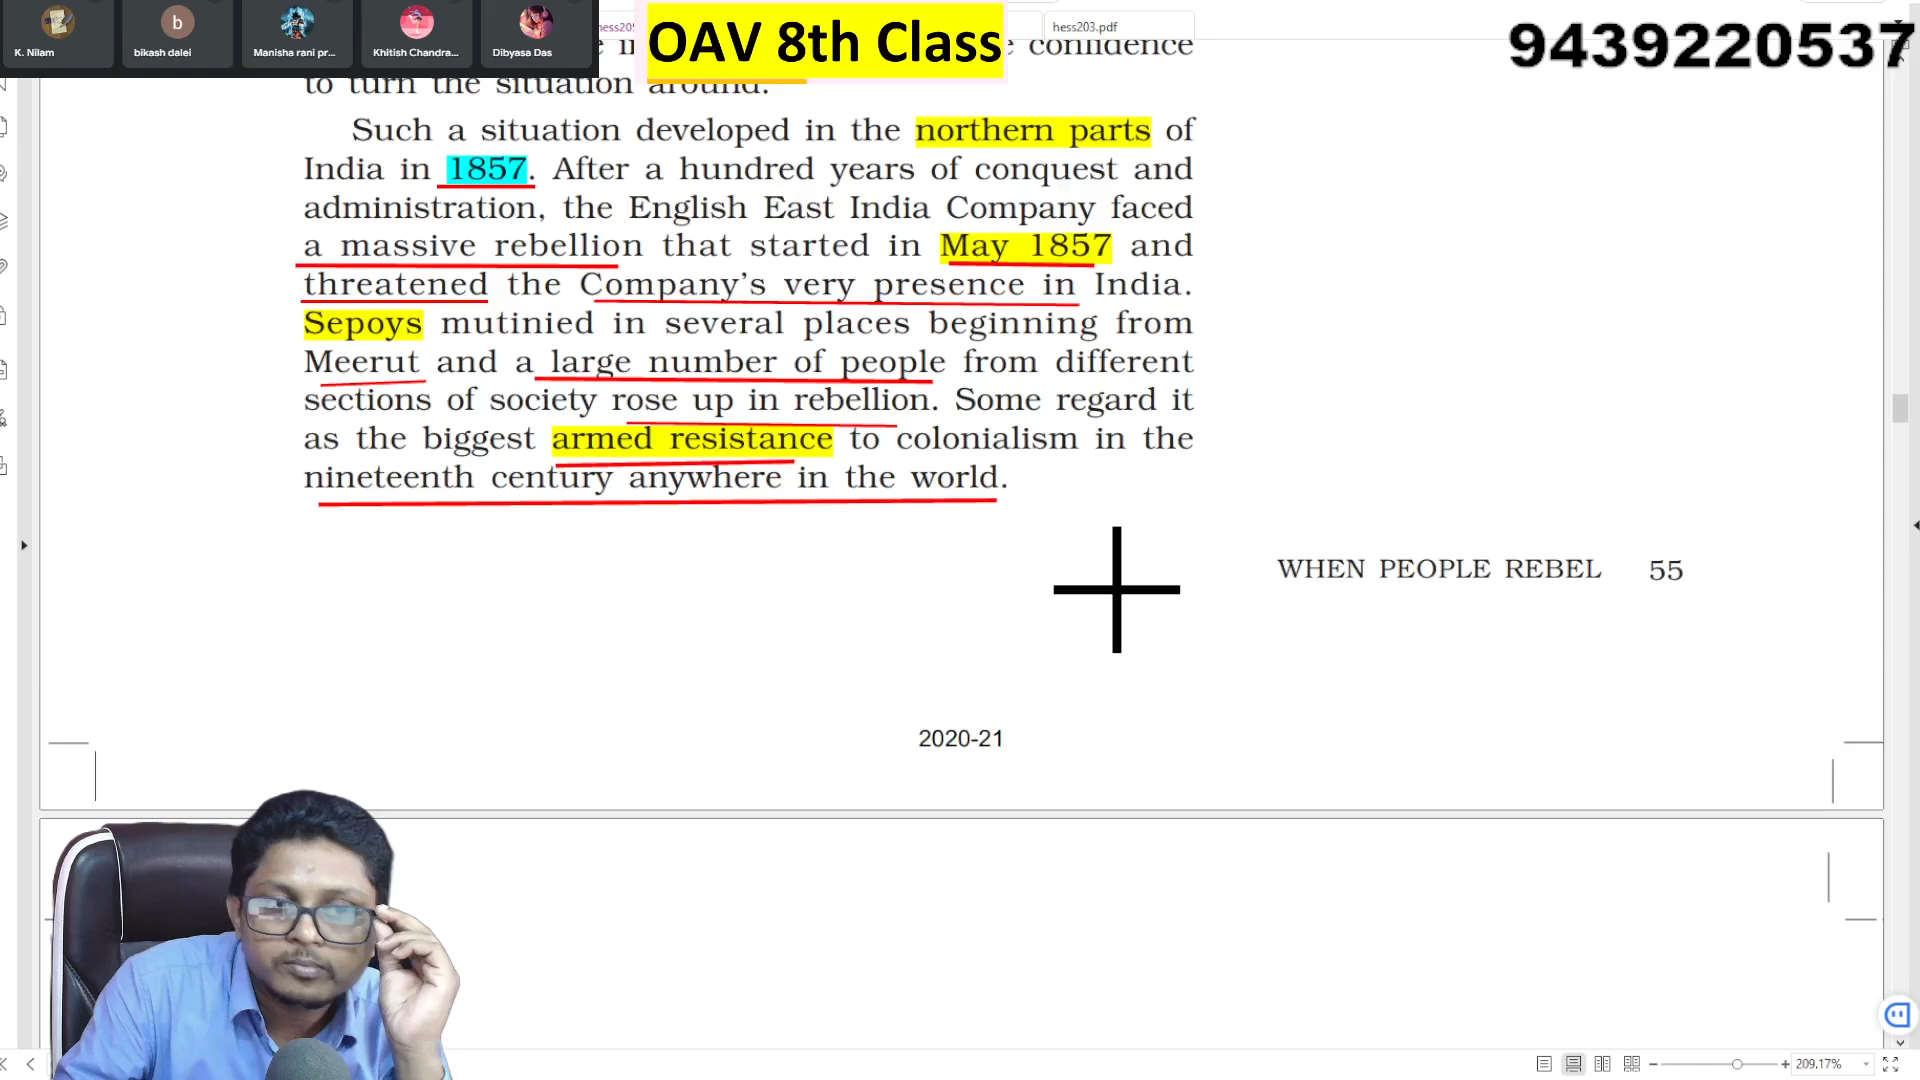 K. Nilam
bikash dalei
Manisha rani pr...
Khitish Chandra...
Dibyasa Das
OAV 8th Class
hess203.pdf
9439220537
confidence
to turn the situation around.
Such a situation developed in the northern parts of
India in 1857. After a hundred years of conquest and
administration, the English East India Company faced
a massive rebellion that started in May 1857 and
threatened the Company's very presence in India.
Sepoys mutinied in several places beginning from
Meerut and a large number of people from different
sections of society rose up in rebellion. Some regard it
as the biggest armed resistance to colonialism in the
nineteenth century anywhere in the world.
WHEN PEOPLE REBEL 55
2020-21
209.17%